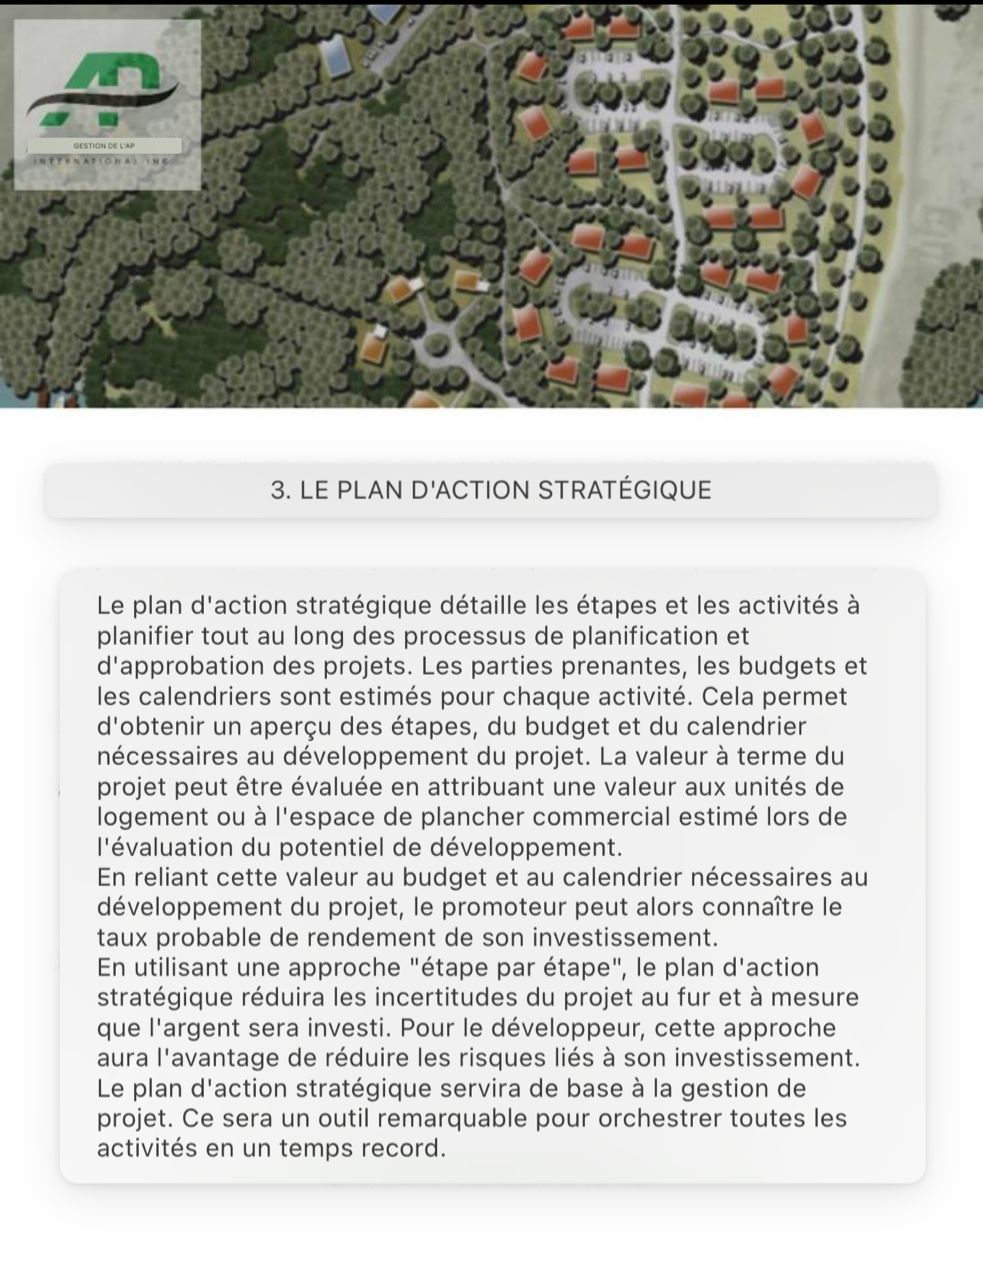 AP
GESTION DE L'AP
INTERNATIONAL INC
3. LE PLAN D'ACTION STRATÉGIQUE
Le plan d'action stratégique détaille les étapes et les activités à
planifier tout au long des processus de planification et
d'approbation des projets. Les parties prenantes, les budgets et
les calendriers sont estimés pour chaque activité. Cela permet
d'obtenir un aperçu des étapes, du budget et du calendrier
nécessaires au développement du projet. La valeur à terme du
projet peut être évaluée en attribuant une valeur aux unités de
logement ou à l'espace de plancher commercial estimé lors de
l'évaluation du potentiel de développement.
En reliant cette valeur au budget et au calendrier nécessaires au
développement du projet, le promoteur peut alors connaître le
taux probable de rendement de son investissement.
En utilisant une approche "étape par étape", le plan d'action
stratégique réduira les incertitudes du projet au fur et à mesure
que l'argent sera investi. Pour le développeur, cette approche
aura l'avantage de réduire les risques liés à son investissement.
Le plan d'action stratégique servira de base à la gestion de
projet. Ce sera un outil remarquable pour orchestrer toutes les
activités en un temps record.